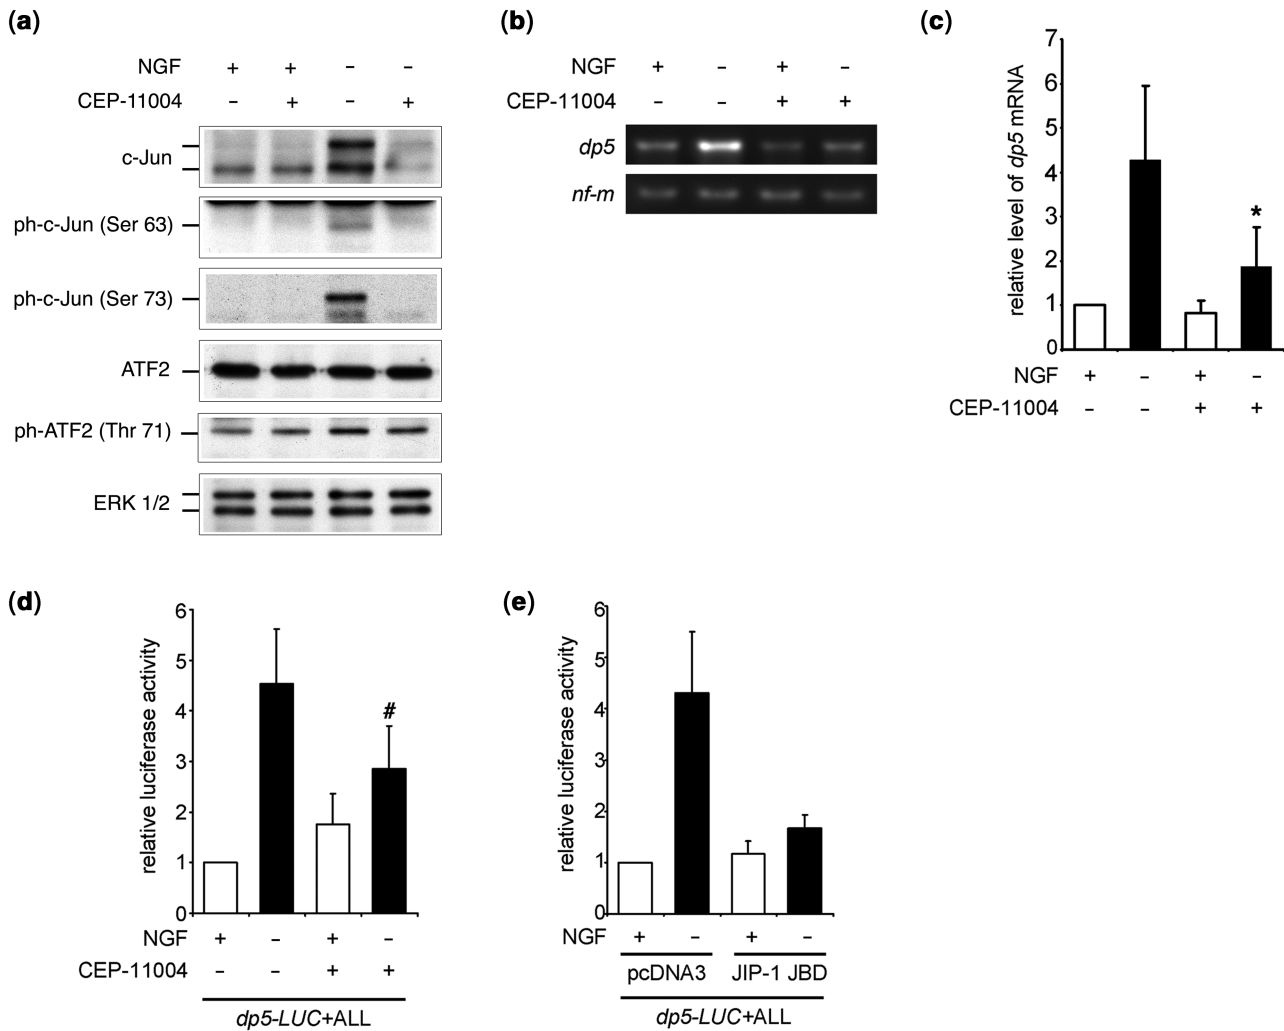 (a)
NGF + + – –
CEP-11004 – + – +
c-Jun
ph-c-Jun (Ser 63)
ph-c-Jun (Ser 73)
ATF2
ph-ATF2 (Thr 71)
ERK 1/2
(b)
NGF + – + –
CEP-11004 – – + +
dp5
nf-m
(c)
relative level of dp5 mRNA
7
6
5
4
3
2
1
0
*
NGF + – + –
CEP-11004 – – + +
(d)
relative luciferase activity
6
5
4
3
2
1
0
#
NGF + – + –
CEP-11004 – – + +
dp5-LUC+ALL
(e)
relative luciferase activity
6
5
4
3
2
1
0
NGF + – + –
pcDNA3 JIP-1 JBD
dp5-LUC+ALL